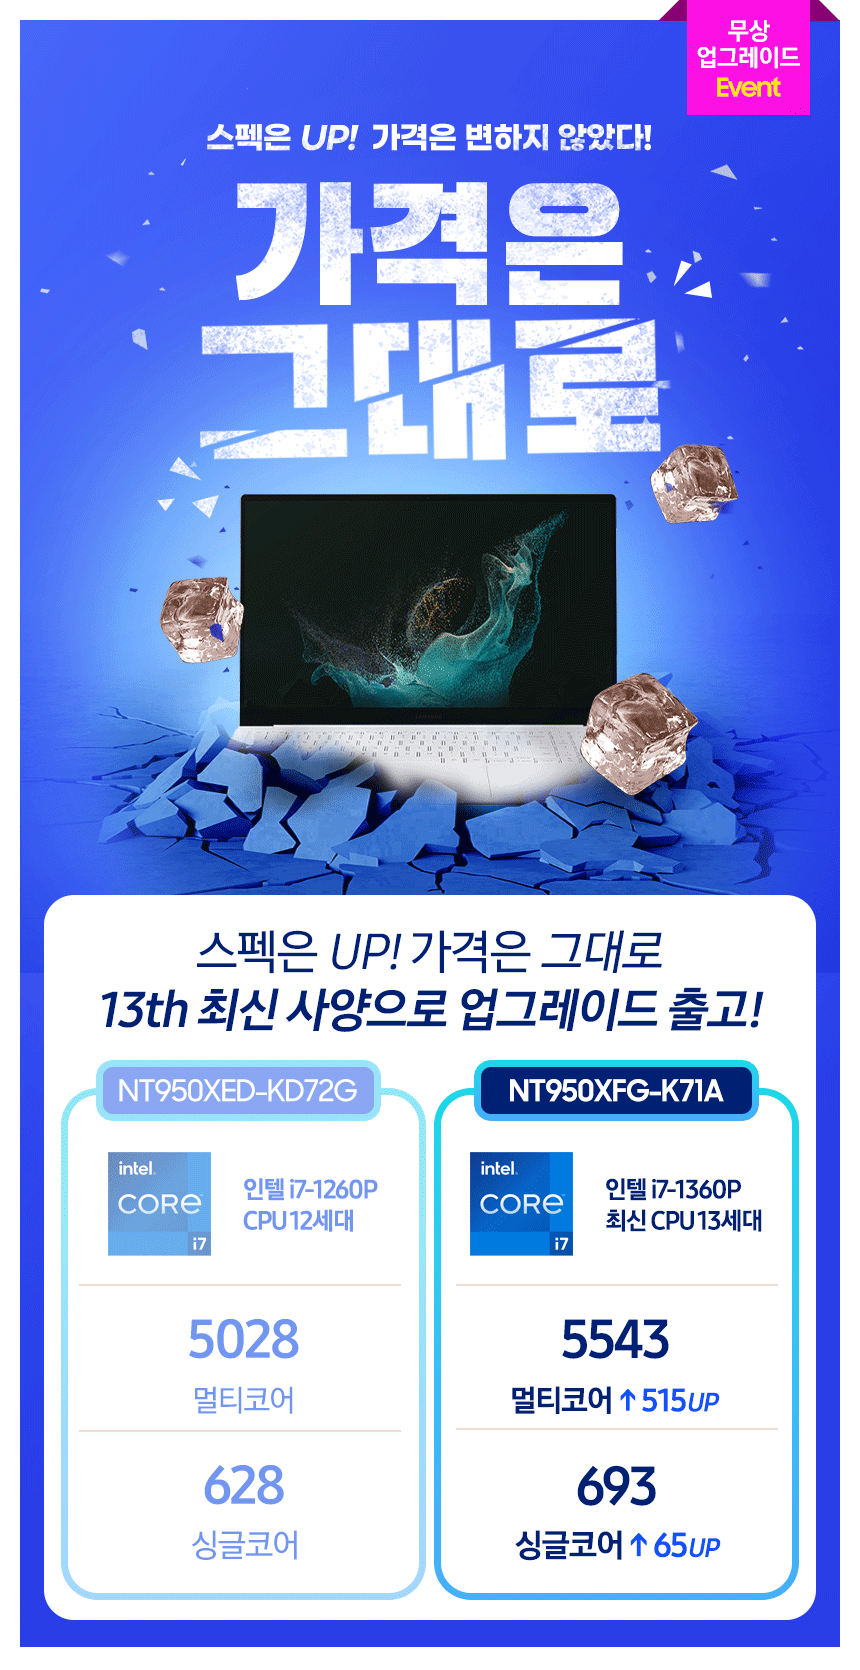 무상
업그레이드
Event
스펙은 UP! 가격은 변하지 않았다!
가격은
그대로
SAMSUNG
스펙은 UP! 가격은 그대로
13th 최신 사양으로 업그레이드 출고!
NT950XED-KD72G
intel.
CORE
i7
인텔 i7-1260P
CPU 12세대
5028
멀티코어
628
싱글코어
NT950XFG-K71A
intel.
CORE
i7
인텔 i7-1360P
최신 CPU 13세대
5543
멀티코어 ↑ 515 UP
693
싱글코어 ↑ 65 UP